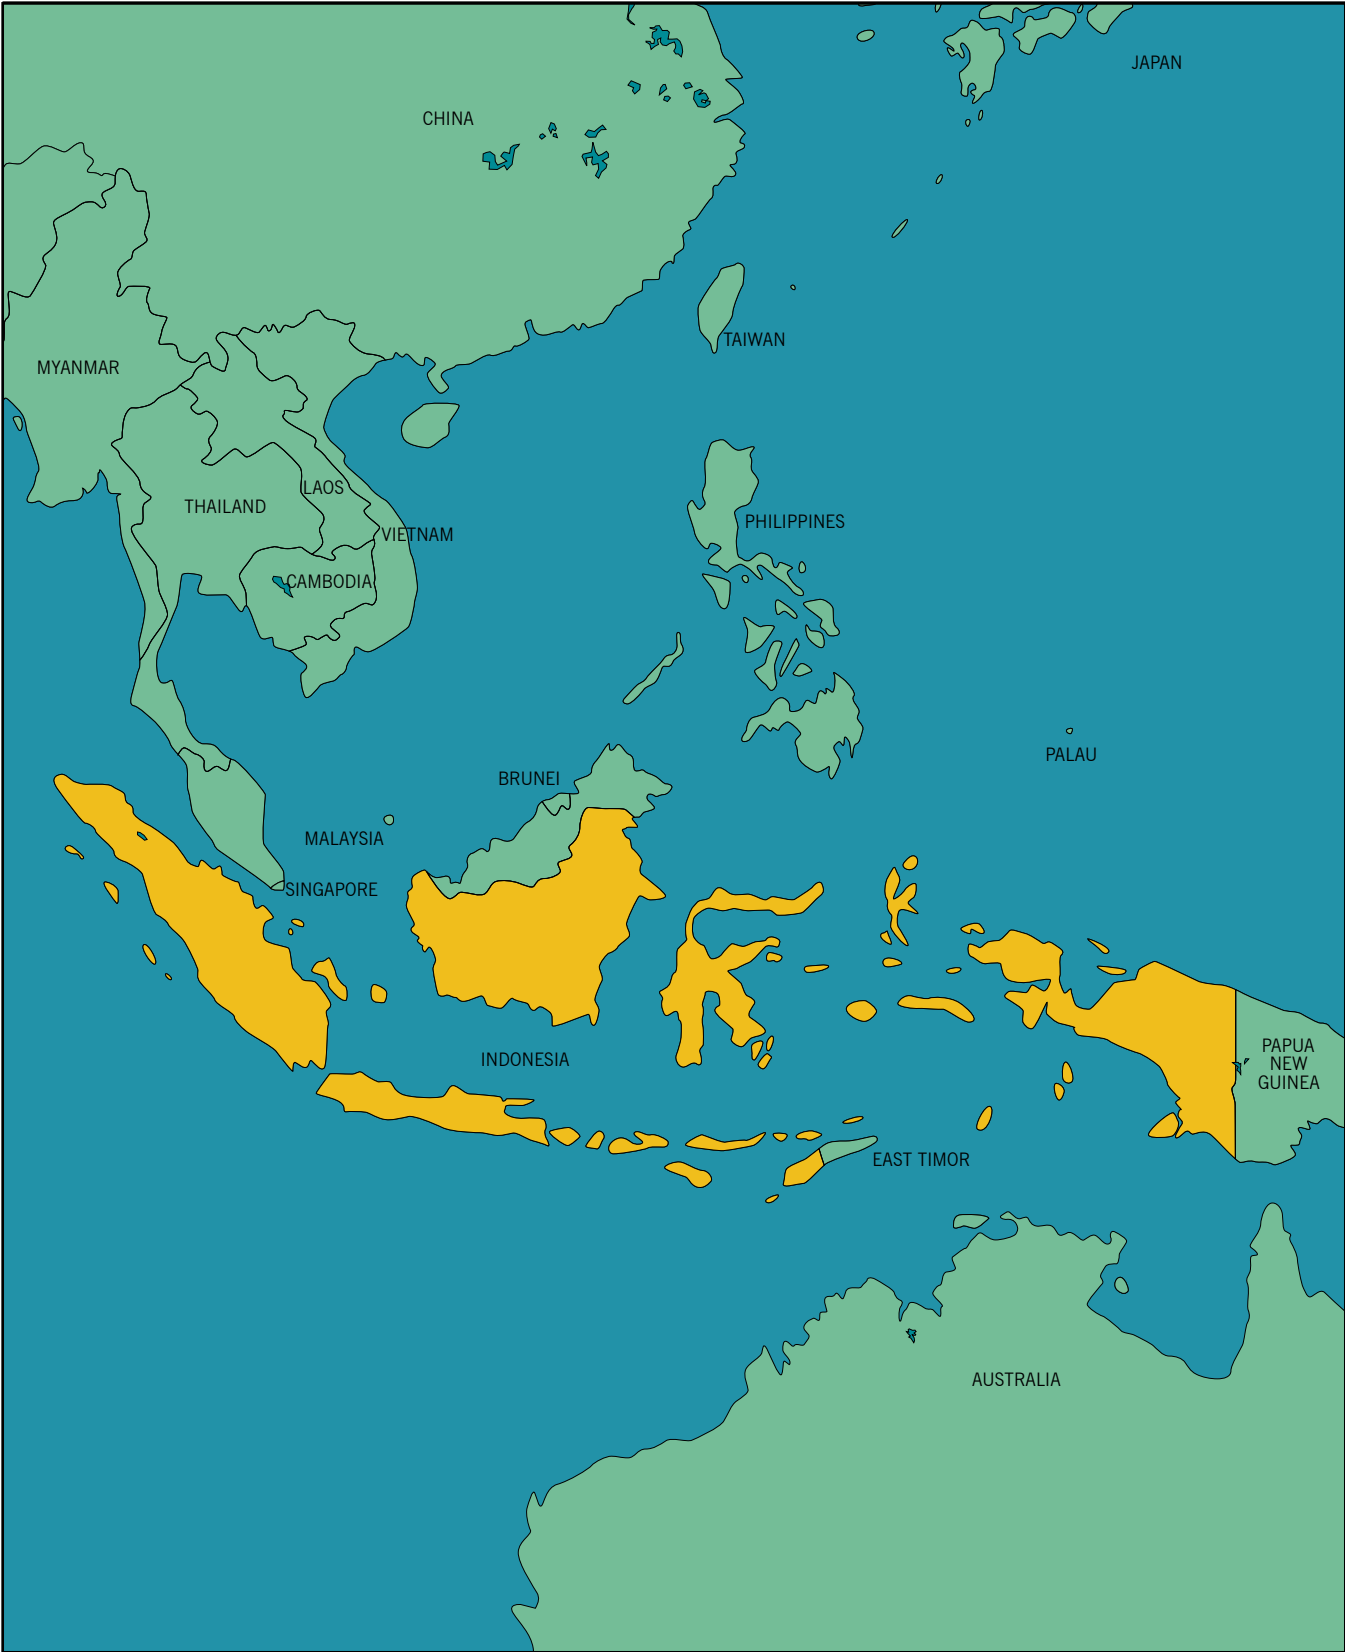 JAPAN
CHINA
TAIWAN
MYANMAR
LAOS
THAILAND
PHILIPPINES
VIETNAM
CAMBODIA
PALAU
BRUNEI
MALAYSIA
SINGAPORE
INDONESIA
PAPUA
NEW
GUINEA
EAST TIMOR
AUSTRALIA